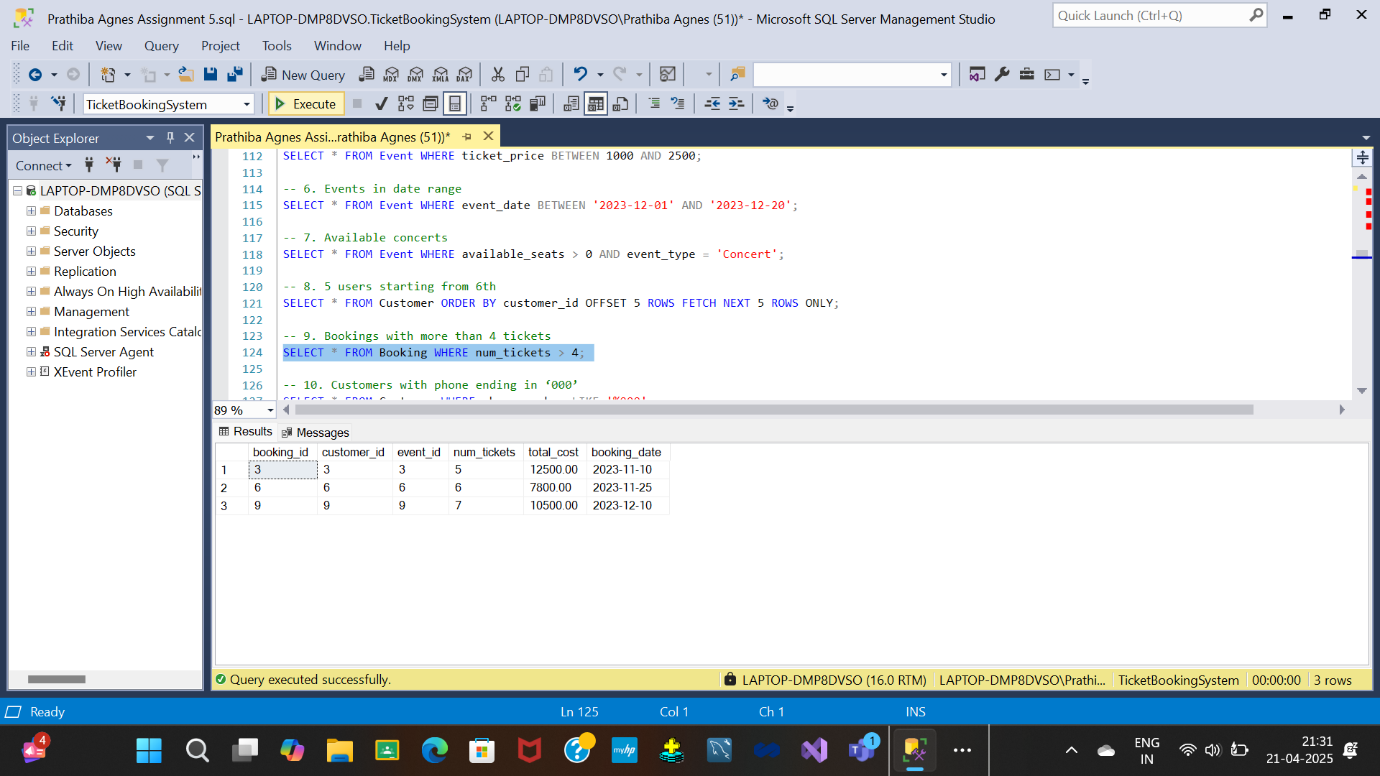 Prathiba Agnes Assignment 5.sql - LAPTOP-DMP8DVSO.TicketBookingSystem (LAPTOP-DMP8DVSO\Prathiba Agnes (51))* - Microsoft SQL Server Management Studio
Quick Launch (Ctrl+Q)
File Edit View Query Project Tools Window Help
New Query MDX DMX XMLA DAX
TicketBookingSystem Execute
Object Explorer
Connect
LAPTOP-DMP8DVSO (SQL S
Databases
Security
Server Objects
Replication
Always On High Availabilit
Management
Integration Services Catalo
SQL Server Agent
XEvent Profiler
Prathiba Agnes Assi...rathiba Agnes (51))*
112 SELECT * FROM Event WHERE ticket_price BETWEEN 1000 AND 2500;
113
114 -- 6. Events in date range
115 SELECT * FROM Event WHERE event_date BETWEEN '2023-12-01' AND '2023-12-20';
116
117 -- 7. Available concerts
118 SELECT * FROM Event WHERE available_seats > 0 AND event_type = 'Concert';
119
120 -- 8. 5 users starting from 6th
121 SELECT * FROM Customer ORDER BY customer_id OFFSET 5 ROWS FETCH NEXT 5 ROWS ONLY;
122
123 -- 9. Bookings with more than 4 tickets
124 SELECT * FROM Booking WHERE num_tickets > 4;
125
126 -- 10. Customers with phone ending in ‘000’
89 %
Results Messages
booking_id customer_id event_id num_tickets total_cost booking_date
1 3 3 3 5 12500.00 2023-11-10
2 6 6 6 6 7800.00 2023-11-25
3 9 9 9 7 10500.00 2023-12-10
Query executed successfully. LAPTOP-DMP8DVSO (16.0 RTM) LAPTOP-DMP8DVSO\Prathi... TicketBookingSystem 00:00:00 3 rows
Ready Ln 125 Col 1 Ch 1 INS
4
myhp
1
ENG
IN
21:31
21-04-2025